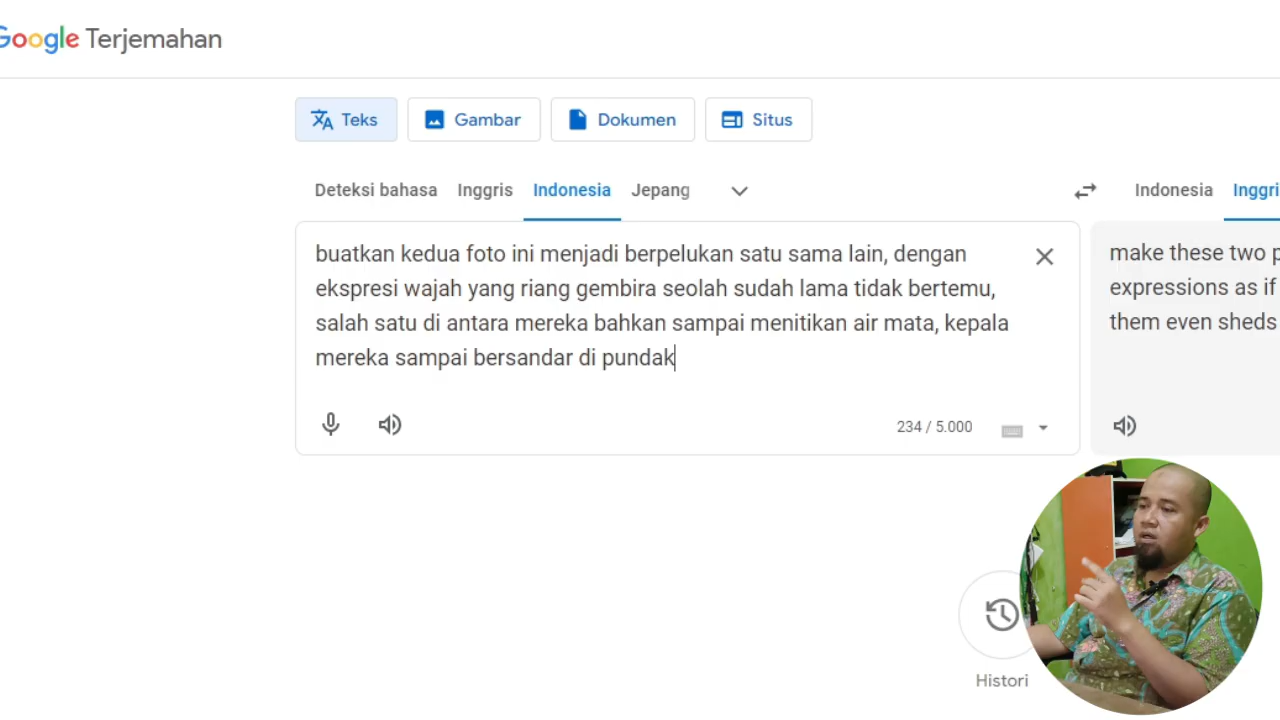 Google Terjemahan
Teks Gambar Dokumen Situs
Deteksi bahasa Inggris Indonesia Jepang Indonesia
buatkan kedua foto ini menjadi berpelukan satu sama lain, dengan
ekspresi wajah yang riang gembira seolah sudah lama tidak bertemu,
salah satu di antara mereka bahkan sampai menitikan air mata, kepala
mereka sampai bersandar di pundak
234 / 5.000
make these two
expressions as if
them even sheds
Histori